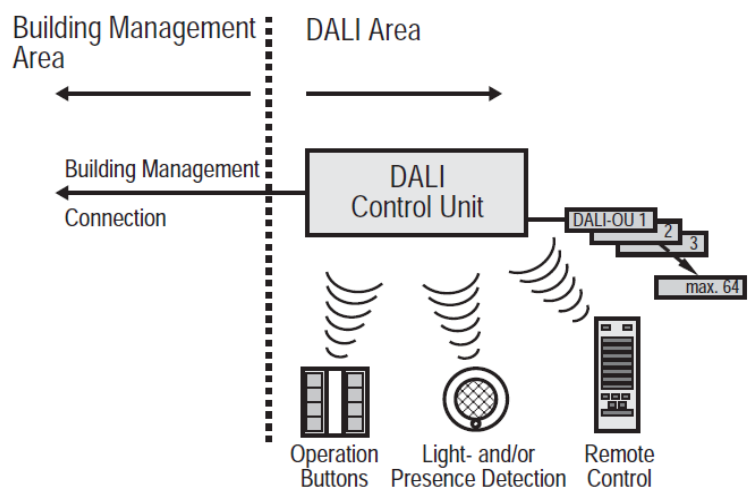 Building Management
Area
DALI Area
Building Management
Connection
DALI
Control Unit
DALI-OU 1
2
3
max. 64
Operation
Buttons
Light- and/or
Presence Detection
Remote
Control